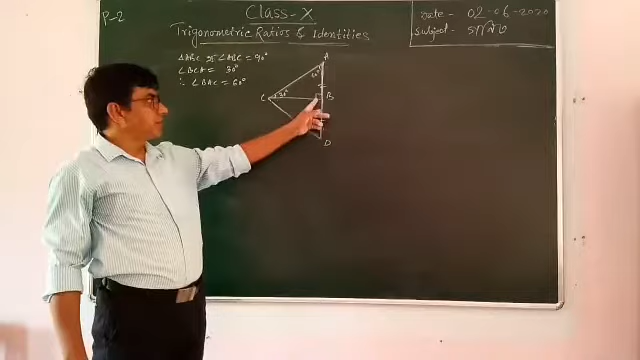 P-2
Class-X
Trigonometric Ratios & Identities
Date - 02-06-2020
Subject - গণিত
△ABC ∠ABC = 90°
∠BCA = 30°
∴ ∠BAC = 60°
A
60°
C
30°
B
D